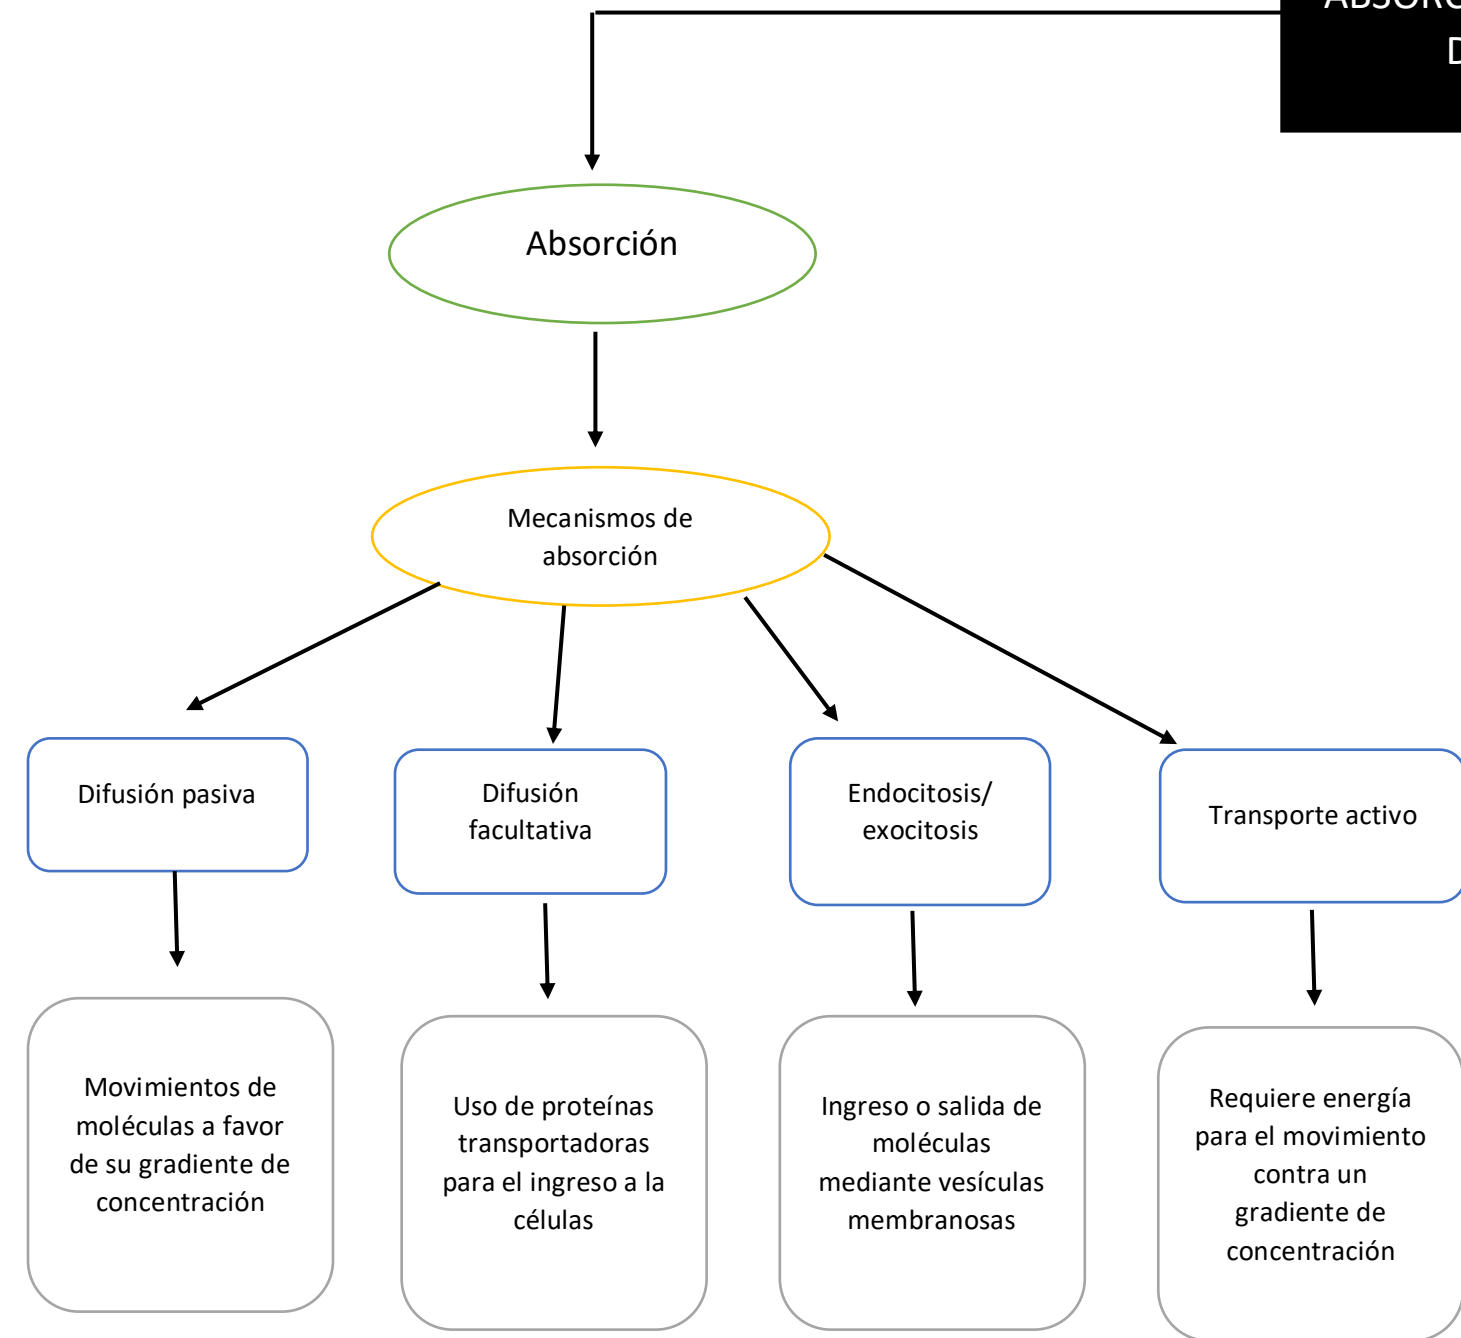 Absorción
Mecanismos de
absorción
Difusión pasiva
Difusión
facultativa
Endocitosis/
exocitosis
Transporte activo
Movimientos de
moléculas a favor
de su gradiente de
concentración
Uso de proteínas
transportadoras
para el ingreso a la
células
Ingreso o salida de
moléculas
mediante vesículas
membranosas
Requiere energía
para el movimiento
contra un
gradiente de
concentración